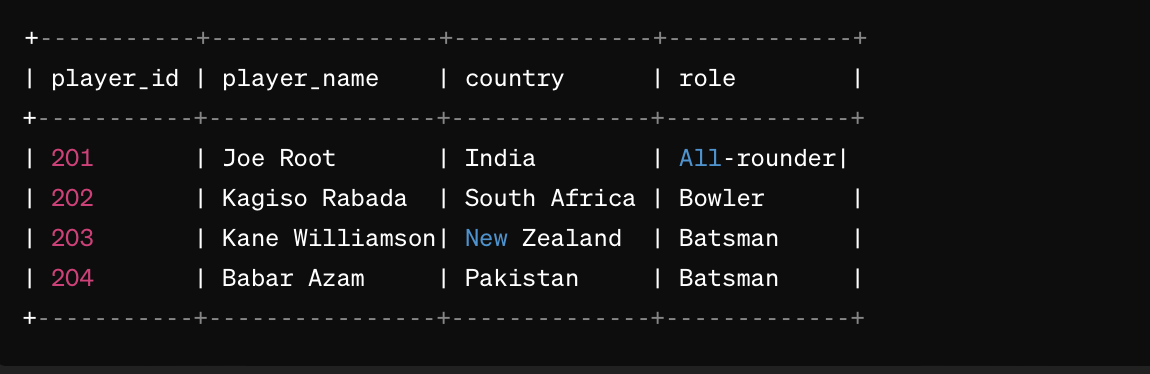 +-----------+----------------+--------------+-------------+
| player_id | player_name    | country      | role        |
+-----------+----------------+--------------+-------------+
| 201       | Joe Root       | India        | All-rounder|
| 202       | Kagiso Rabada  | South Africa | Bowler      |
| 203       | Kane Williamson| New Zealand  | Batsman     |
| 204       | Babar Azam     | Pakistan     | Batsman     |
+-----------+----------------+--------------+-------------+